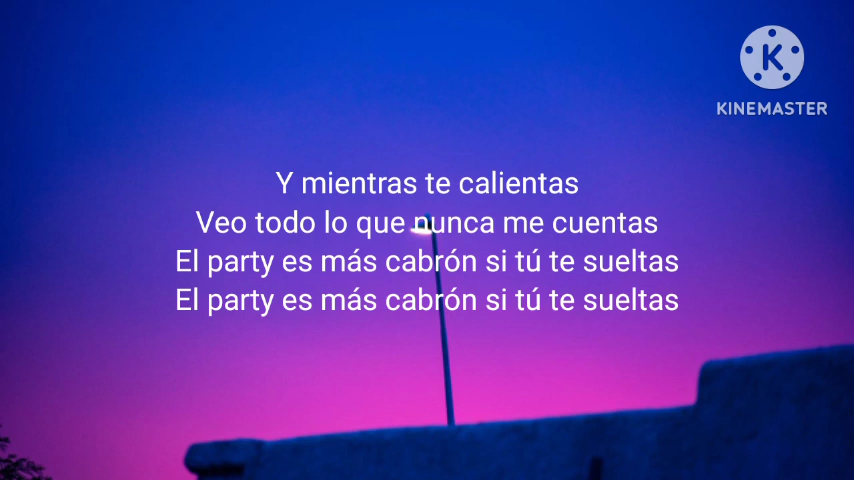 KINEMASTER
Y mientras te calientas
Veo todo lo que nunca me cuentas
El party es más cabrón si tú te sueltas
El party es más cabrón si tú te sueltas